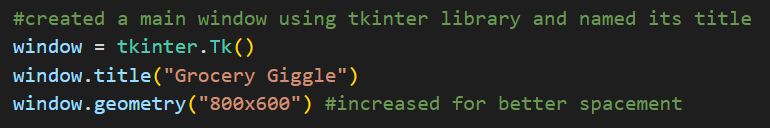 #created a main window using tkinter library and named its title
window = tkinter.Tk()
window.title("Grocery Giggle")
window.geometry("800x600") #increased for better spacement